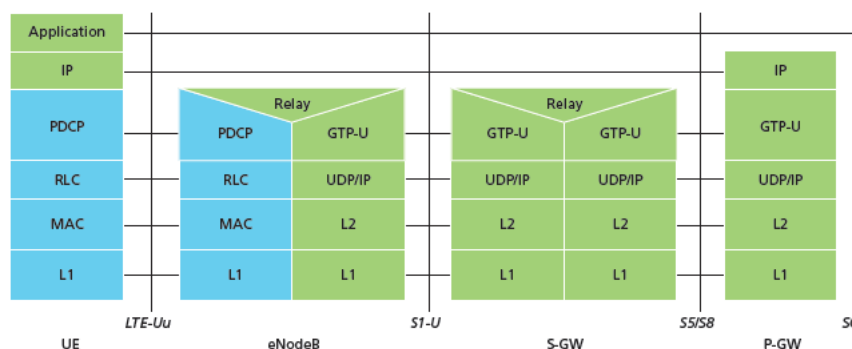 Application
IP IP
Relay Relay
PDCP PDCP GTP-U GTP-U GTP-U GTP-U
RLC RLC UDP/IP UDP/IP UDP/IP UDP/IP
MAC MAC L2 L2 L2 L2
L1 L1 L1 L1 L1 L1
LTE-Uu S1-U S5/S8
UE eNodeB S-GW P-GW